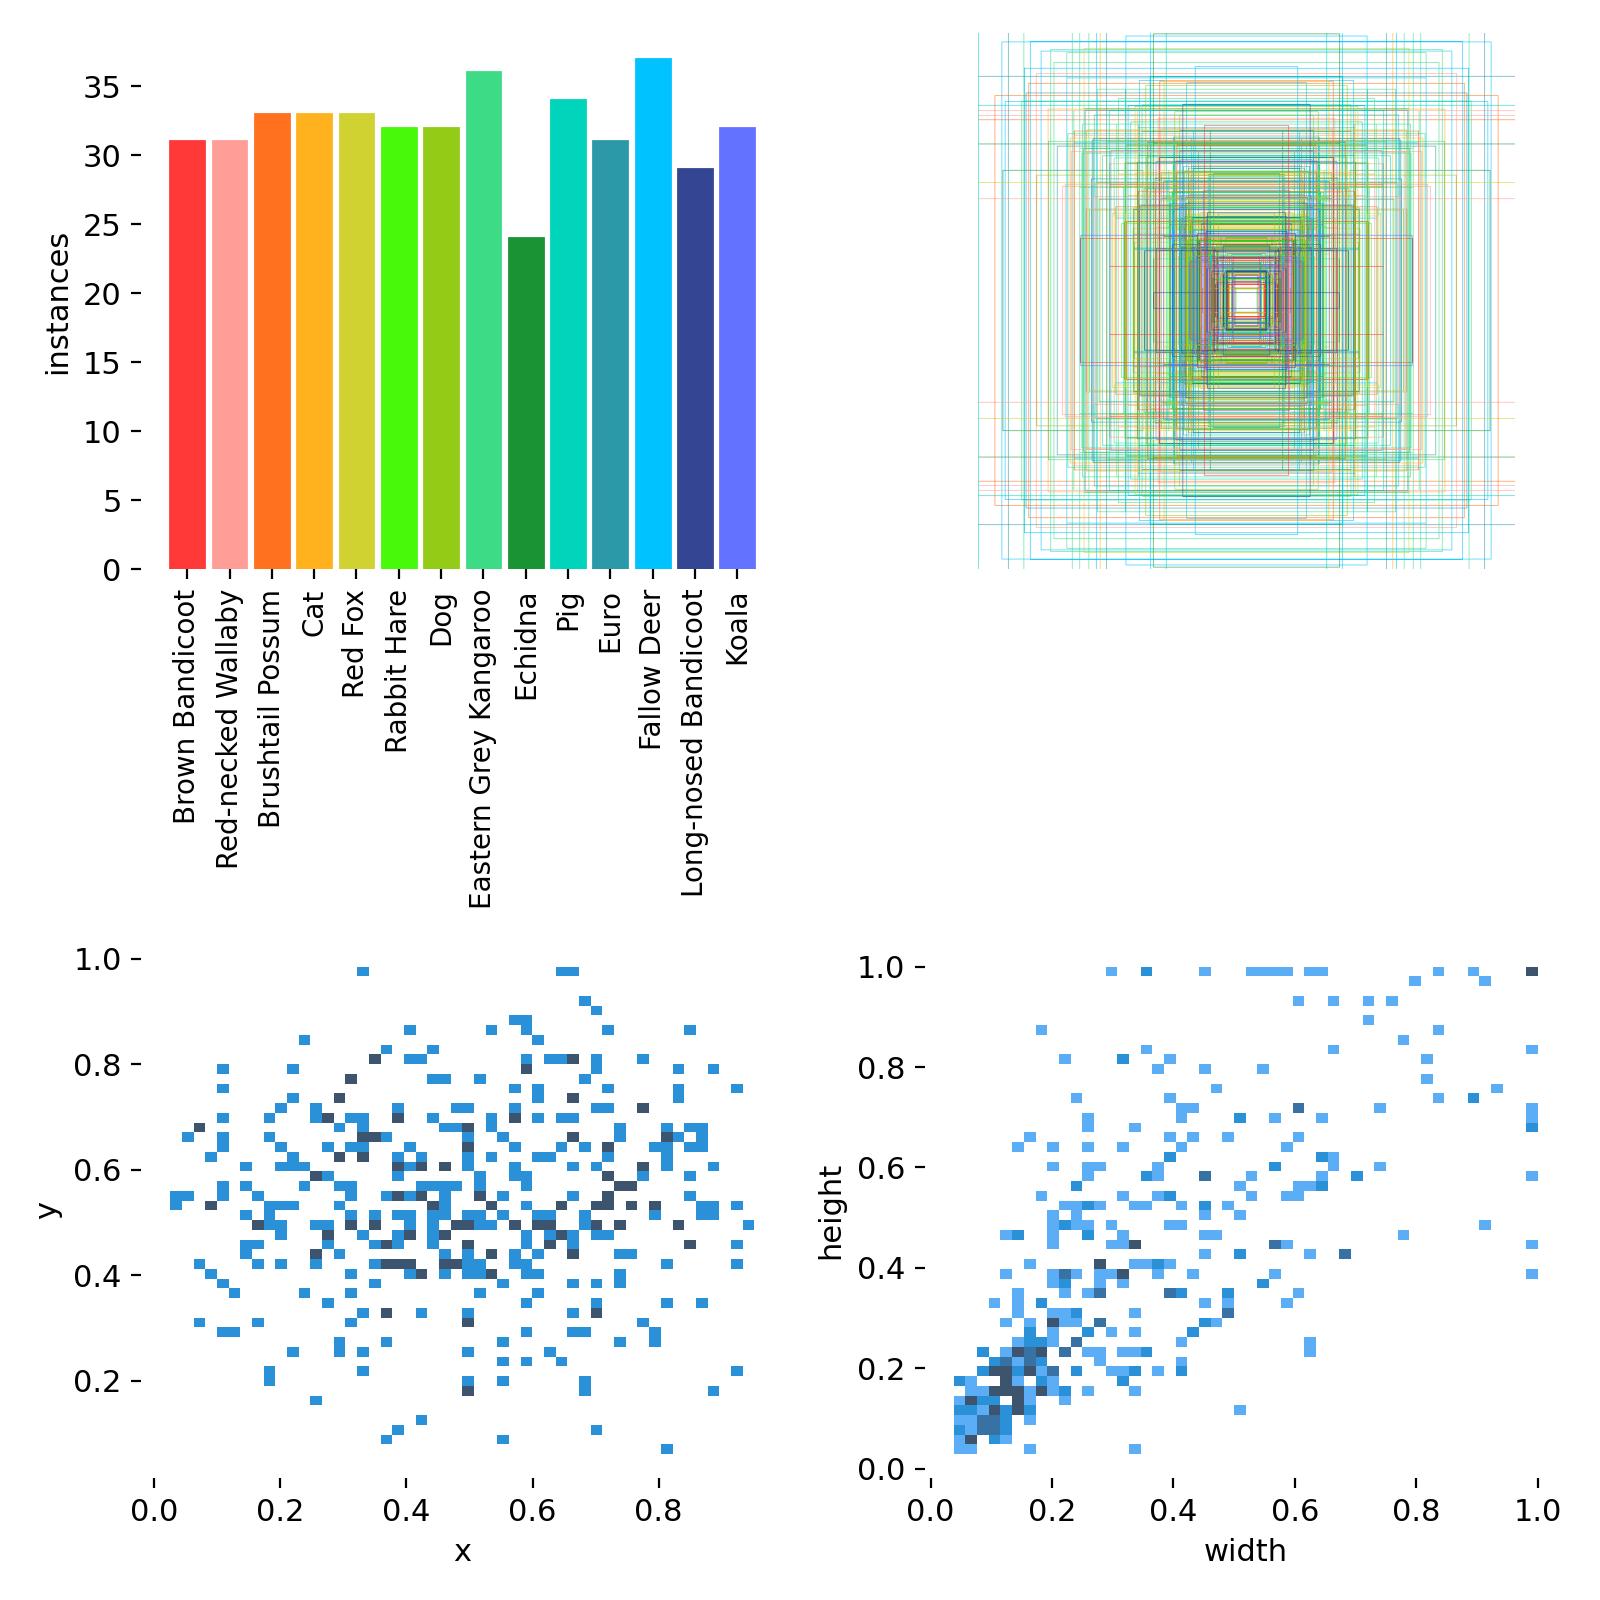 instances
35
30
25
20
15
10
5
0
Brown Bandicoot
Red-necked Wallaby
Brushtail Possum
Cat
Red Fox
Rabbit Hare
Dog
Eastern Grey Kangaroo
Echidna
Pig
Euro
Fallow Deer
Long-nosed Bandicoot
Koala
y
1.0
0.8
0.6
0.4
0.2
0.0 0.2 0.4 0.6 0.8
x
height
1.0
0.8
0.6
0.4
0.2
0.0
0.0 0.2 0.4 0.6 0.8 1.0
width